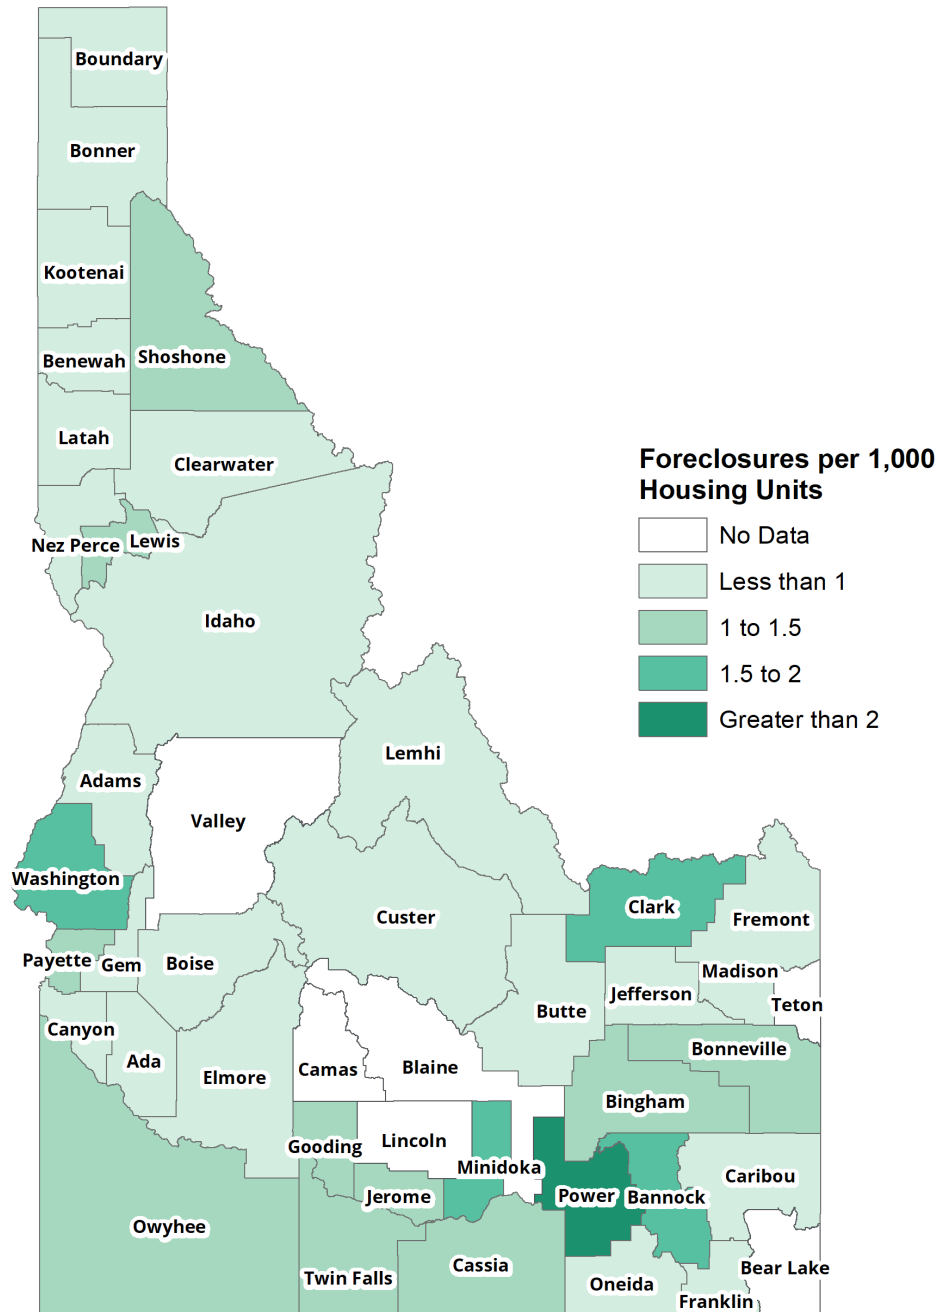 Boundary
Bonner
Kootenai
Benewah
Shoshone
Latah
Clearwater
Foreclosures per 1,000
Housing Units
No Data
Less than 1
1 to 1.5
1.5 to 2
Greater than 2
Nez Perce
Lewis
Idaho
Lemhi
Adams
Valley
Washington
Custer
Clark
Fremont
Payette
Gem
Boise
Madison
Jefferson
Teton
Butte
Canyon
Ada
Elmore
Camas
Blaine
Bonneville
Bingham
Gooding
Lincoln
Minidoka
Jerome
Power
Bannock
Caribou
Owyhee
Twin Falls
Cassia
Oneida
Bear Lake
Franklin